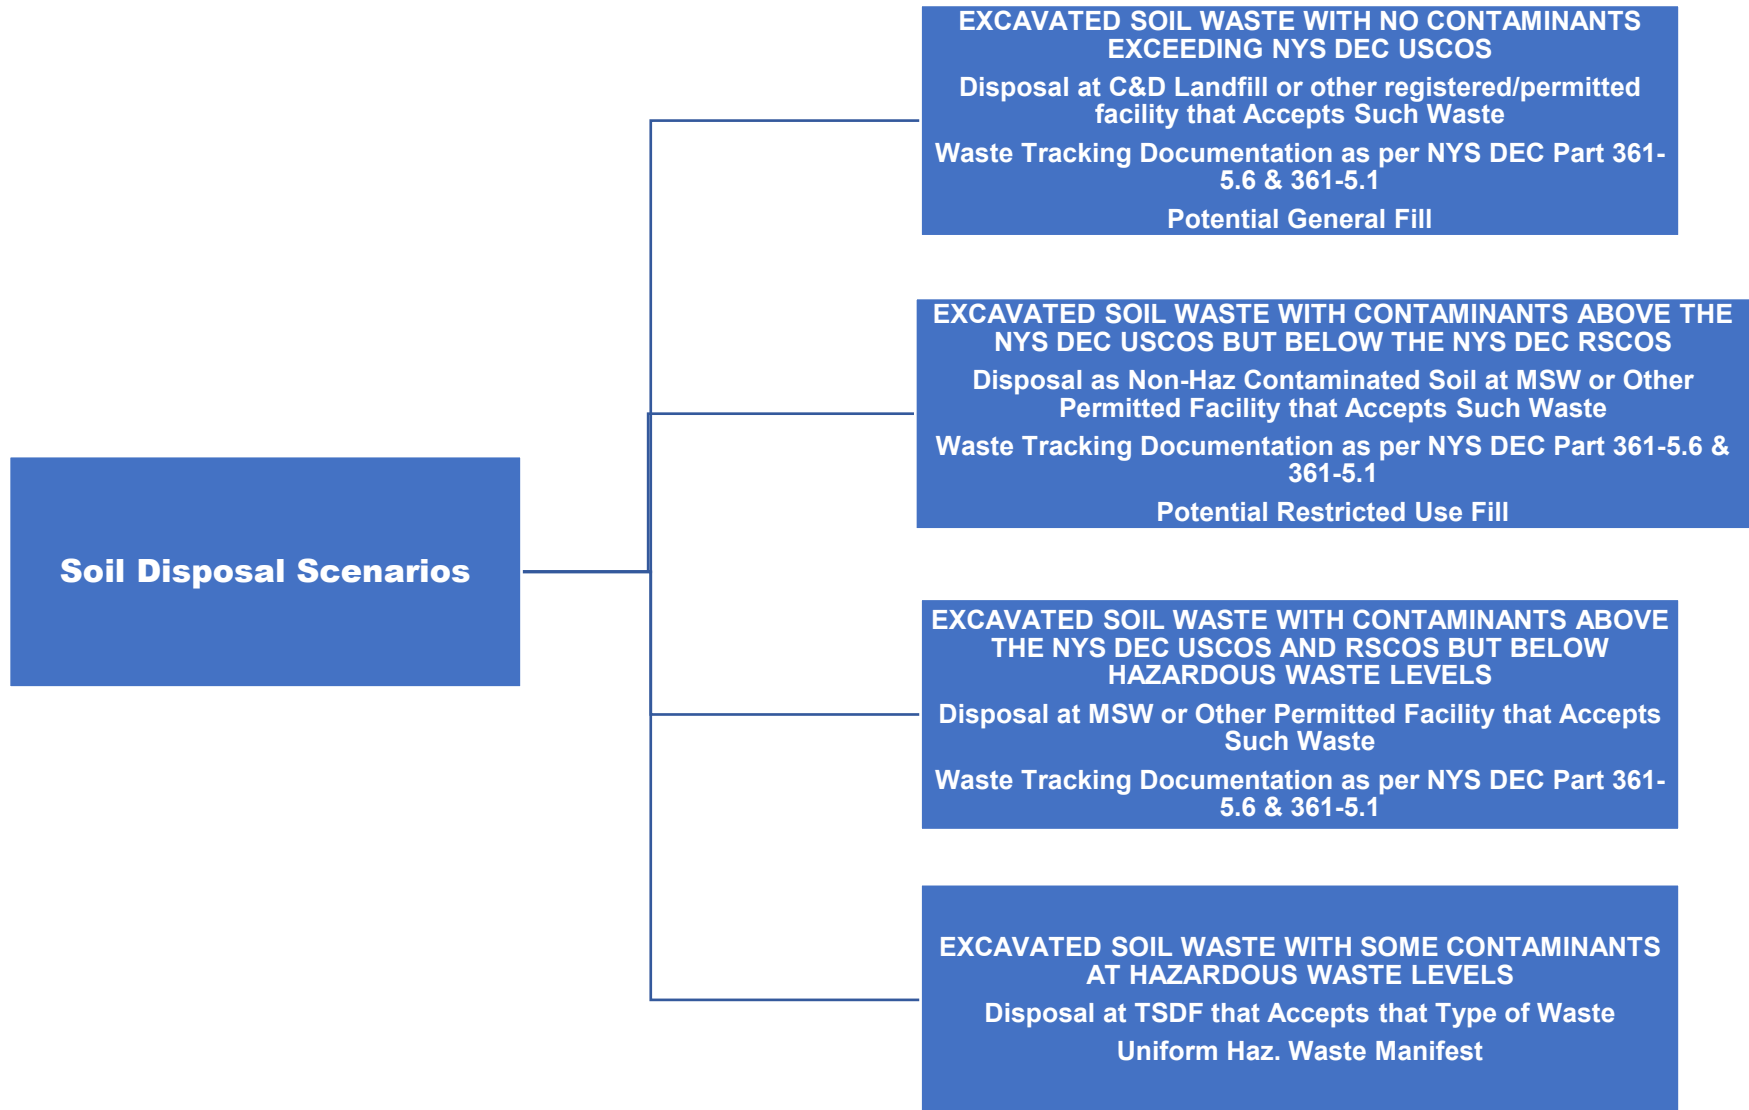 Soil Disposal Scenarios
EXCAVATED SOIL WASTE WITH NO CONTAMINANTS
EXCEEDING NYS DEC USCOS
Disposal at C&D Landfill or other registered/permitted
facility that Accepts Such Waste
Waste Tracking Documentation as per NYS DEC Part 361-
5.6 & 361-5.1
Potential General Fill
EXCAVATED SOIL WASTE WITH CONTAMINANTS ABOVE THE
NYS DEC USCOS BUT BELOW THE NYS DEC RSCOS
Disposal as Non-Haz Contaminated Soil at MSW or Other
Permitted Facility that Accepts Such Waste
Waste Tracking Documentation as per NYS DEC Part 361-5.6 &
361-5.1
Potential Restricted Use Fill
EXCAVATED SOIL WASTE WITH CONTAMINANTS ABOVE
THE NYS DEC USCOS AND RSCOS BUT BELOW
HAZARDOUS WASTE LEVELS
Disposal at MSW or Other Permitted Facility that Accepts
Such Waste
Waste Tracking Documentation as per NYS DEC Part 361-
5.6 & 361-5.1
EXCAVATED SOIL WASTE WITH SOME CONTAMINANTS
AT HAZARDOUS WASTE LEVELS
Disposal at TSDF that Accepts that Type of Waste
Uniform Haz. Waste Manifest